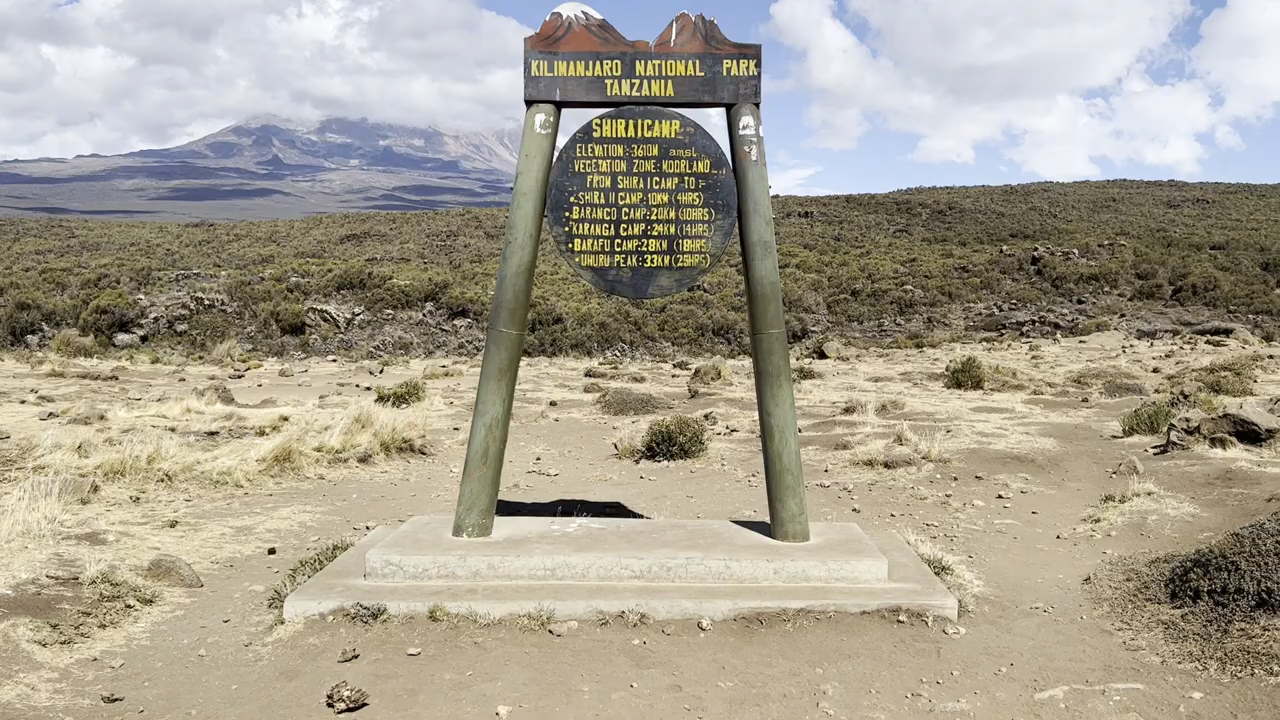 KILIMANJARO NATIONAL PARK
TANZANIA
SHIRA I CAMP
ELEVATION: 3610M amsl
VEGETATION ZONE: MOORLAND
FROM SHIRA I CAMP TO:-
• SHIRA II CAMP: 10KM (4HRS)
• BARANCO CAMP: 20KM (10HRS)
• KARANGA CAMP: 24KM (14HRS)
• BARAFU CAMP: 28KM (18HRS)
• UHURU PEAK: 33KM (25HRS)